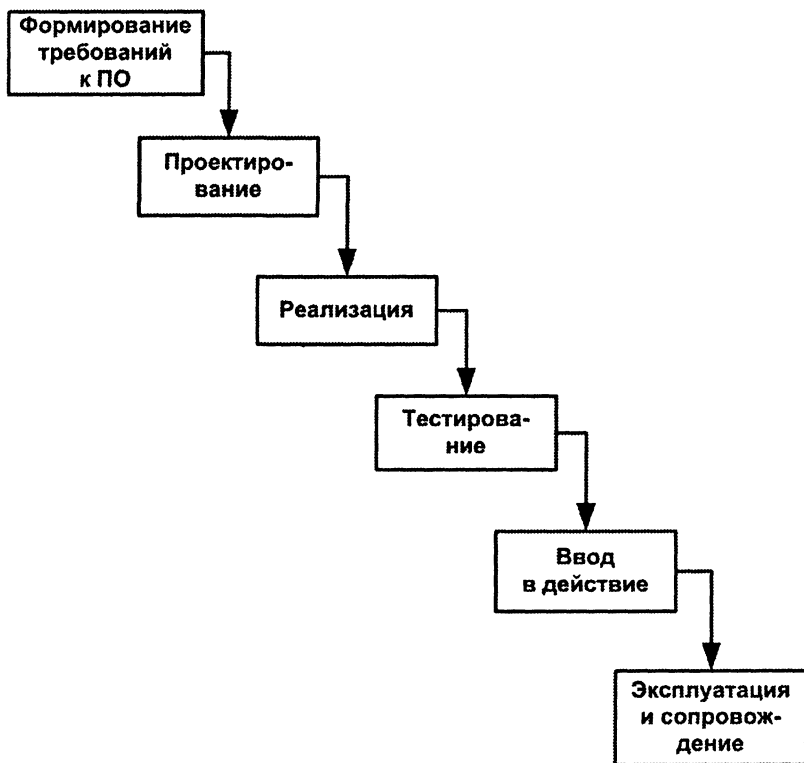 Формирование
требований
к ПО
Проектиро-
вание
Реализация
Тестирова-
ние
Ввод
в действие
Эксплуатация
и сопровож-
дение